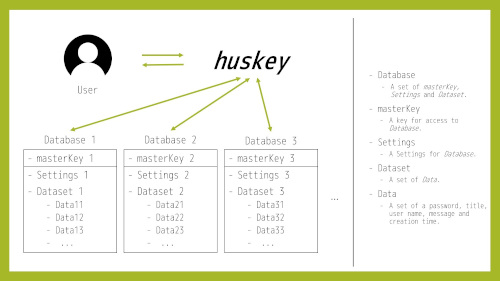 huskey
User
Database 1
- masterKey 1
- Settings 1
- Dataset 1
- Data11
- Data12
- Data13
- ...
Database 2
- masterKey 2
- Settings 2
- Dataset 2
- Data21
- Data22
- Data23
- ...
Database 3
- masterKey 3
- Settings 3
- Dataset 3
- Data31
- Data32
- Data33
- ...
...
- Database
- A set of masterKey,
Settings and Dataset.
- masterKey
- A key for access to
Database.
- Settings
- A Settings for Database.
- Dataset
- A set of Data.
- Data
- A set of a password, title,
user name, message and
creation time.